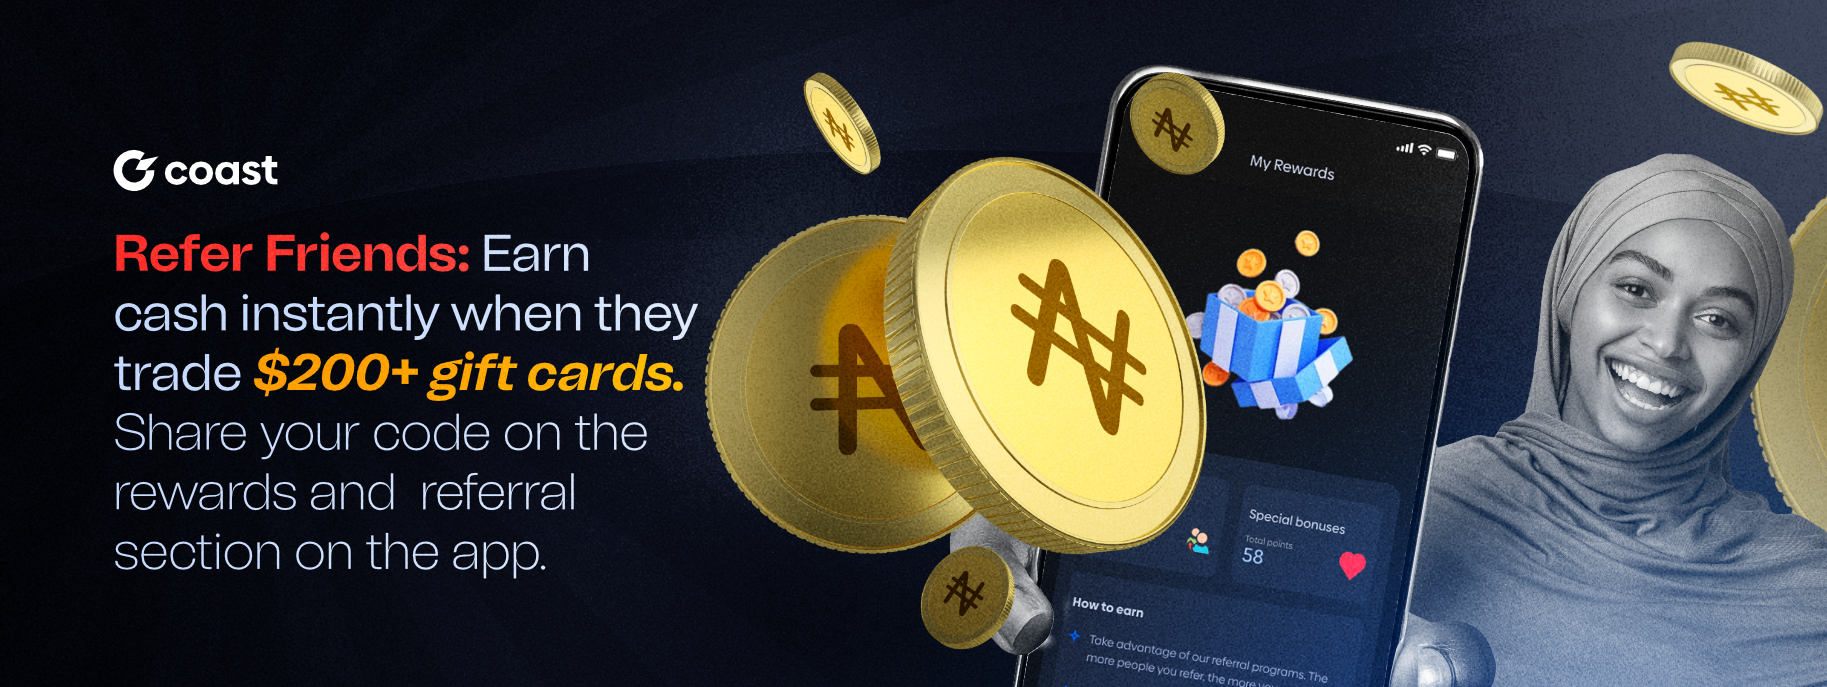 coast
Refer Friends: Earn
cash instantly when they
trade $200+ gift cards.
Share your code on the
rewards and  referral
section on the app.
₦
₦
₦
₦
₦
₦
My Rewards
Special bonuses
Total points
58
How to earn
Take advantage of our referral programs. The
more people you refer, the more you